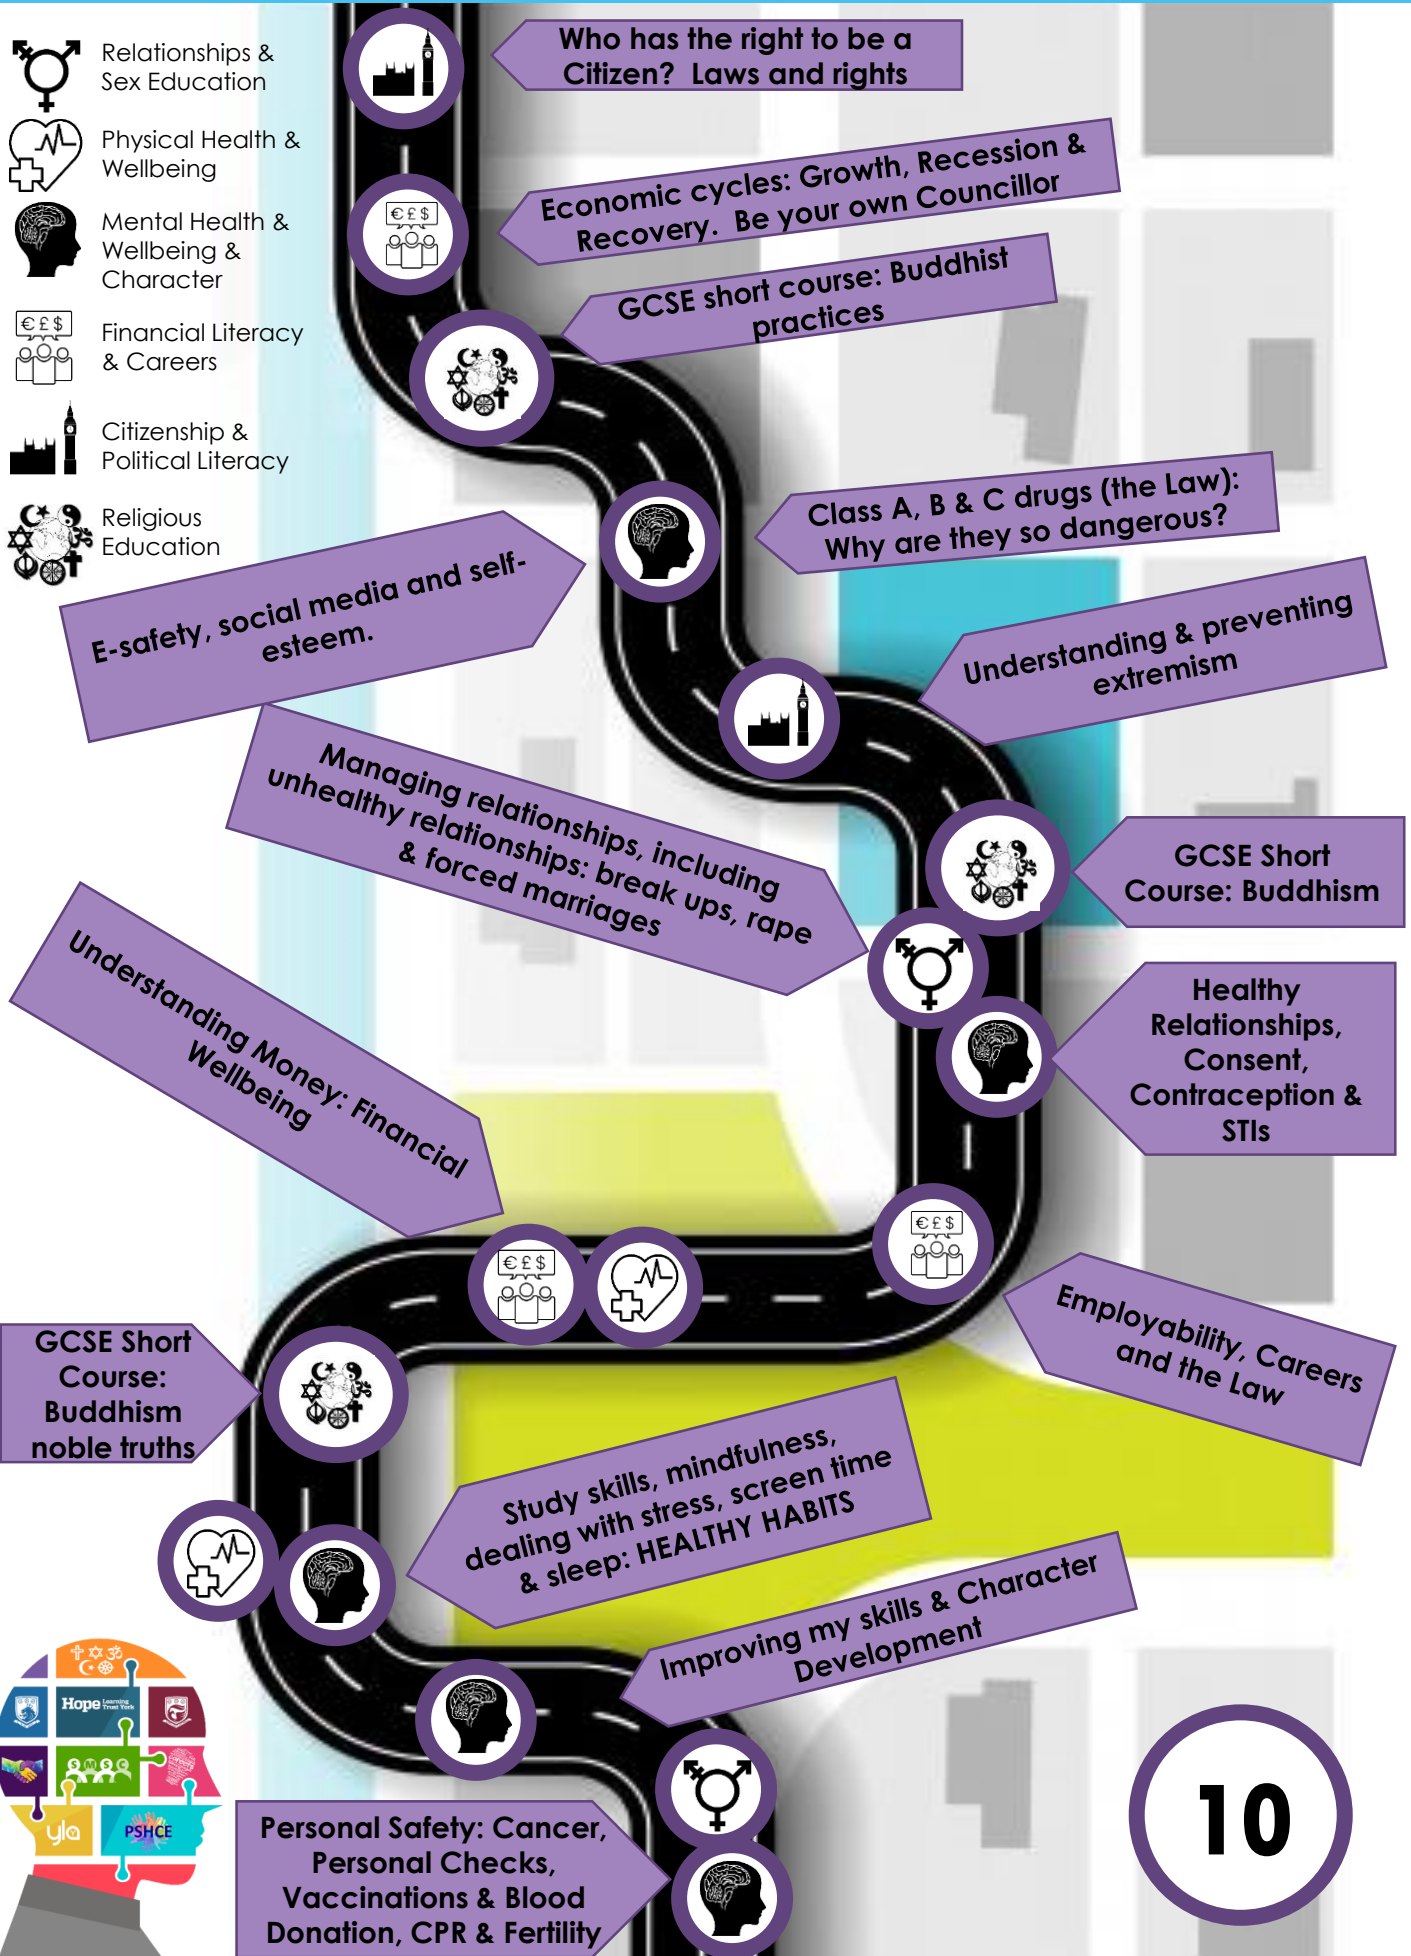 Relationships &
Sex Education
Physical Health &
Wellbeing
Mental Health &
Wellbeing &
Character
€£$
Financial Literacy
& Careers
Citizenship &
Political Literacy
Religious
Education
Who has the right to be a
Citizen? Laws and rights
€£$
Economic cycles: Growth, Recession &
Recovery. Be your own Councillor
GCSE short course: Buddhist
practices
Class A, B & C drugs (the Law):
Why are they so dangerous?
E-safety, social media and self-
esteem.
Understanding & preventing
extremism
Managing relationships, including
unhealthy relationships: break ups, rape
& forced marriages
GCSE Short
Course: Buddhism
Healthy
Relationships,
Consent,
Contraception &
STIs
Understanding Money: Financial
Wellbeing
€£$
€£$
Employability, Careers
and the Law
GCSE Short
Course:
Buddhism
noble truths
Study skills, mindfulness,
dealing with stress, screen time
& sleep: HEALTHY HABITS
Improving my skills & Character
Development
Hope Learning
Trust York
SMSC
careers
yla
PSHCE
Personal Safety: Cancer,
Personal Checks,
Vaccinations & Blood
Donation, CPR & Fertility
10